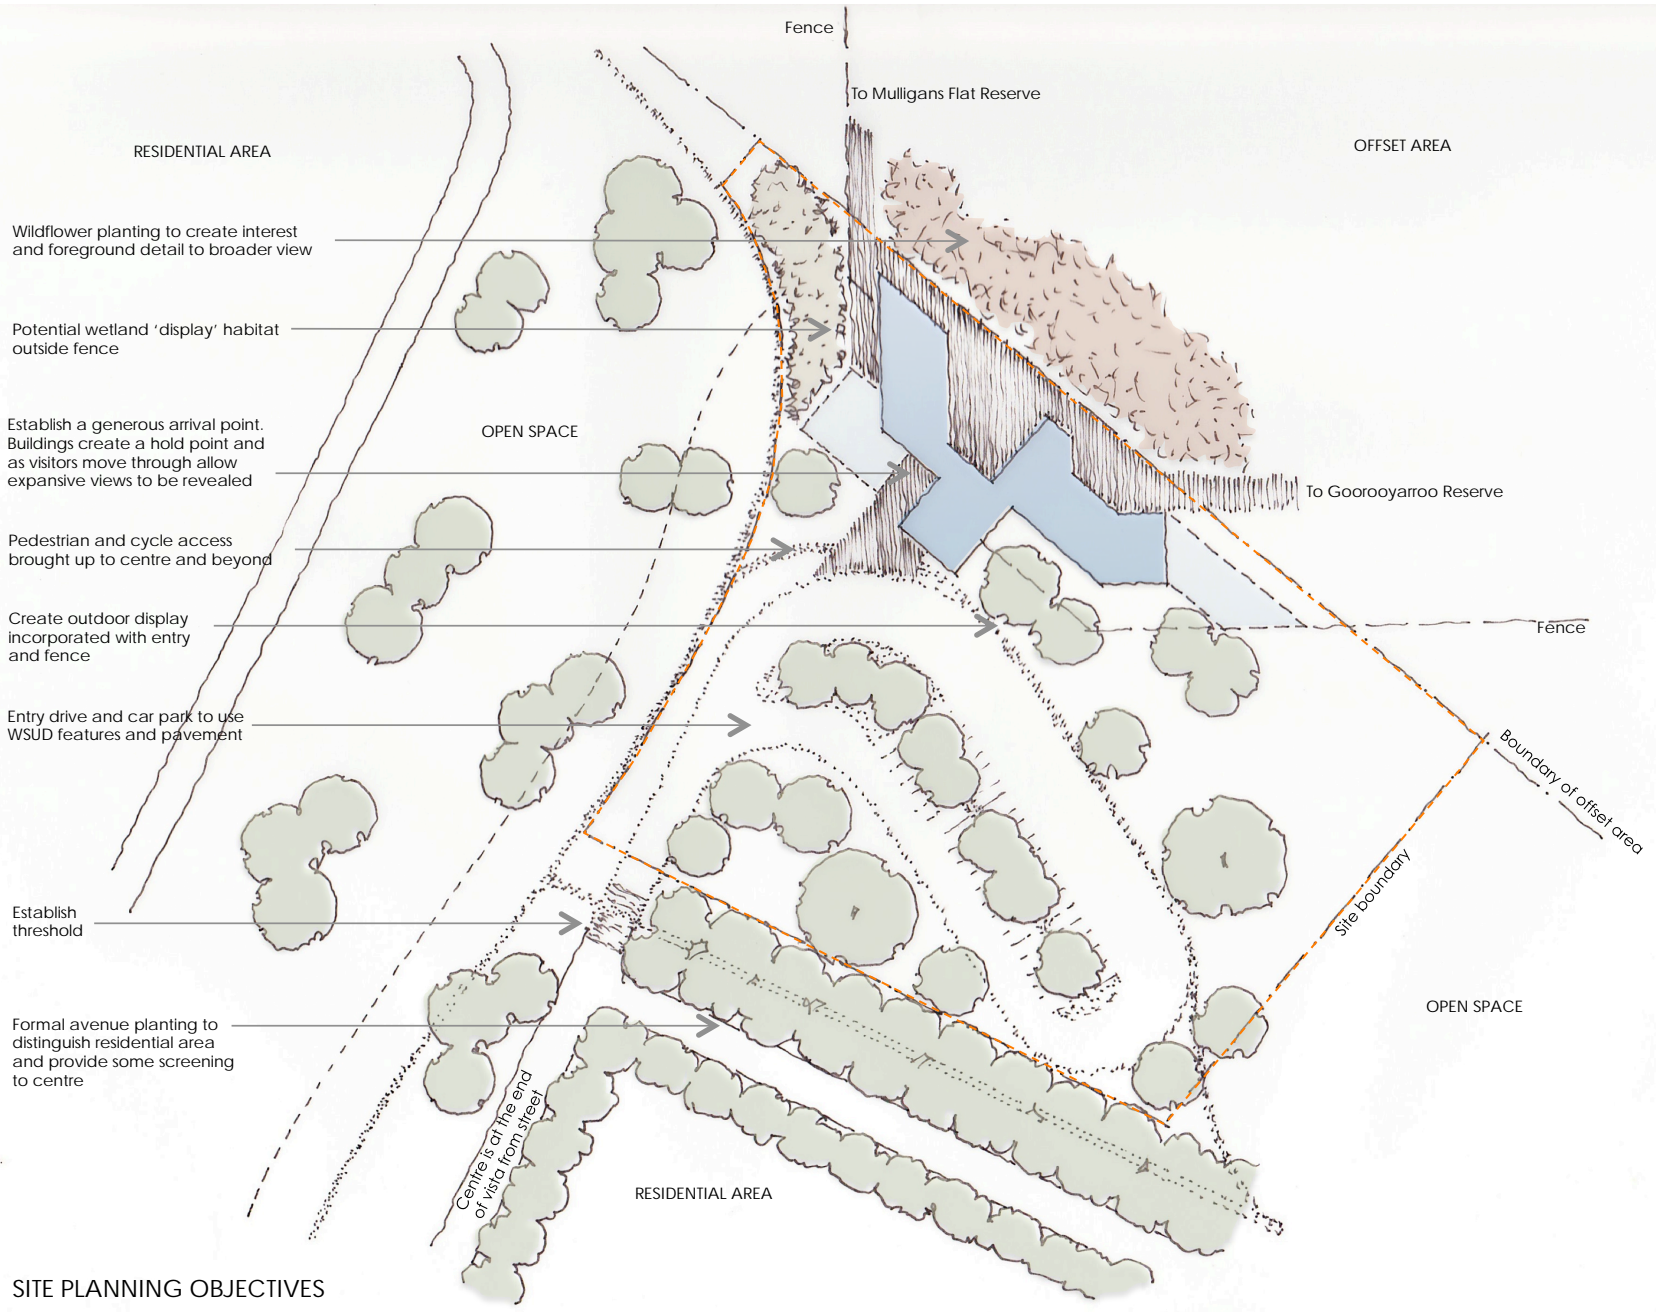 Fence
To Mulligans Flat Reserve
RESIDENTIAL AREA
OFFSET AREA
Wildflower planting to create interest
and foreground detail to broader view
Potential wetland ‘display’ habitat
outside fence
Establish a generous arrival point.
Buildings create a hold point and
as visitors move through allow
expansive views to be revealed
OPEN SPACE
To Goorooyarroo Reserve
Pedestrian and cycle access
brought up to centre and beyond
Create outdoor display
incorporated with entry
and fence
Fence
Entry drive and car park to use
WSUD features and pavement
Boundary of offset area
Site boundary
Establish
threshold
OPEN SPACE
Formal avenue planting to
distinguish residential area
and provide some screening
to centre
Centre is at the end
of vista from street
RESIDENTIAL AREA
SITE PLANNING OBJECTIVES